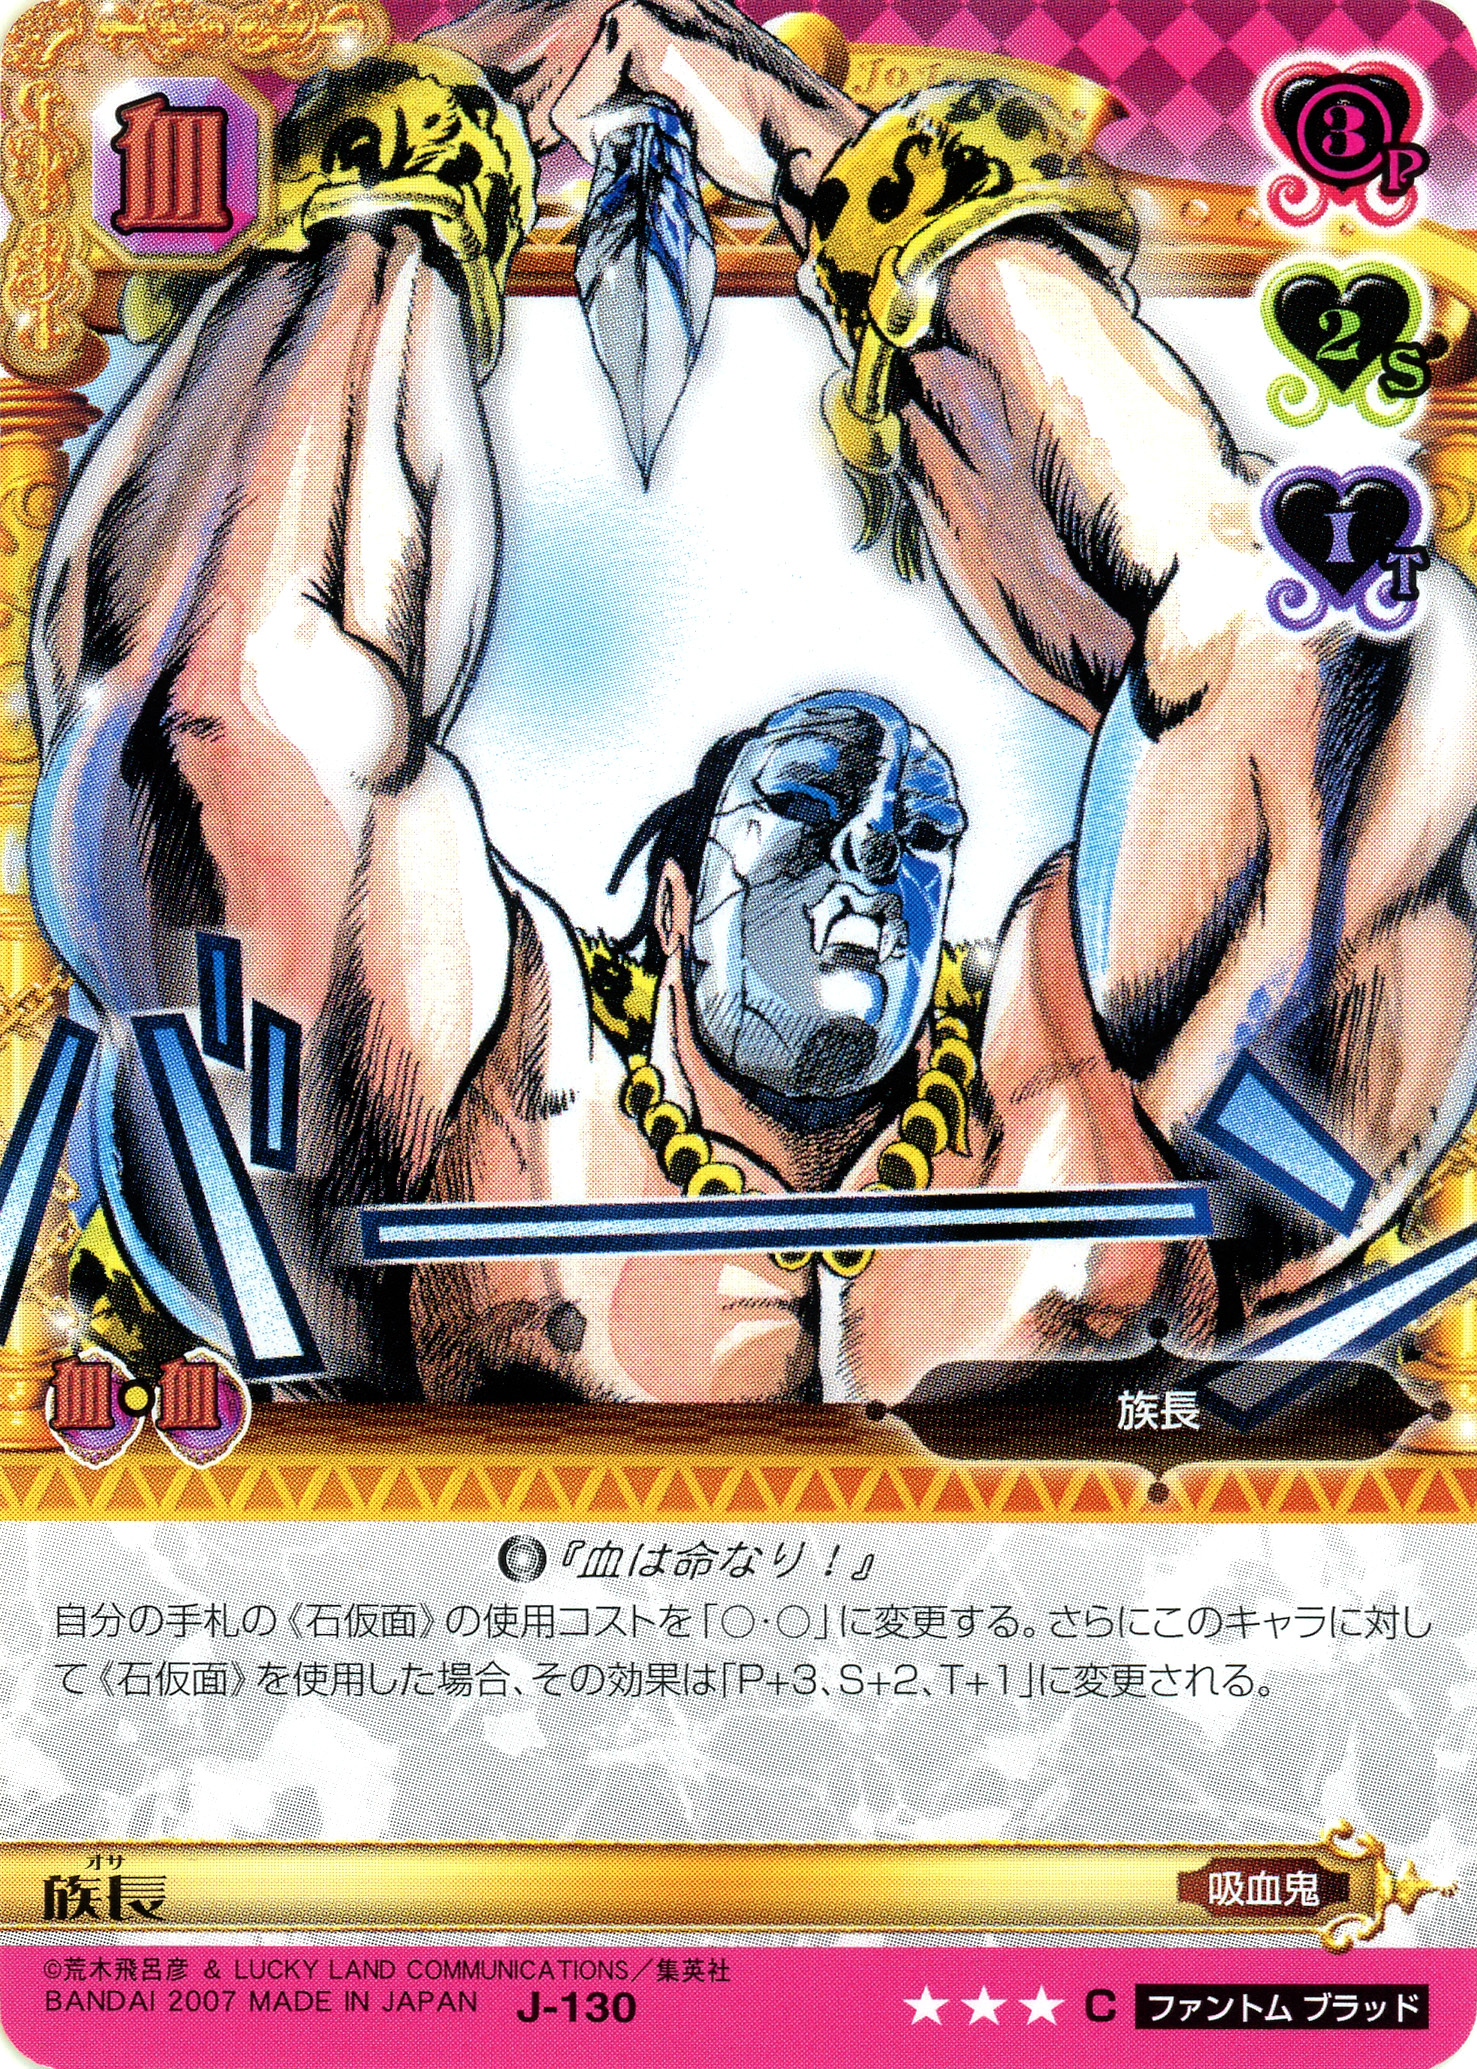 血
JoJ
3 P
2 S
1 T
血・血
族長
◎『血は命なり！』
自分の手札の《石仮面》の使用コストを「○・○」に変更する。さらにこのキャラに対し
て《石仮面》を使用した場合、その効果は「P+3、S+2、T+1」に変更される。
オサ
族長
吸血鬼
©荒木飛呂彦 & LUCKY LAND COMMUNICATIONS／集英社
BANDAI 2007 MADE IN JAPAN J-130
★★★ C ファントム ブラッド